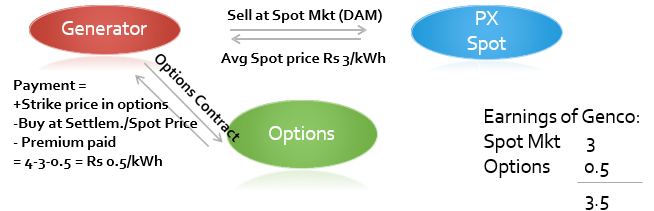 Generator
Sell at Spot Mkt (DAM)
PX
Spot
Avg Spot price Rs 3/kWh
Options Contract
Payment =
+Strike price in options
-Buy at Settlem./Spot Price
- Premium paid
= 4-3-0.5 = Rs 0.5/kWh
Options
Earnings of Genco:
Spot Mkt 3
Options 0.5
3.5